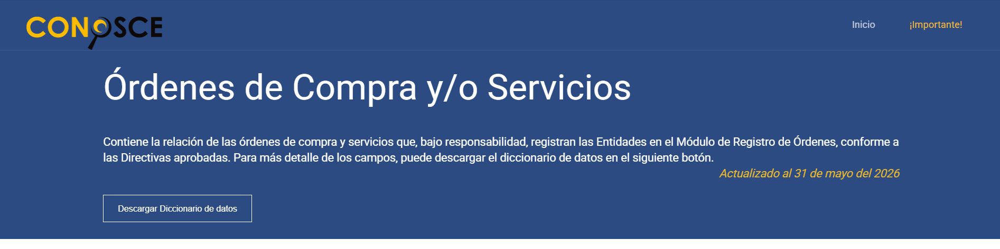 CONOSCE
Inicio
¡Importante!
Órdenes de Compra y/o Servicios
Contiene la relación de las órdenes de compra y servicios que, bajo responsabilidad, registran las Entidades en el Módulo de Registro de Órdenes, conforme a
las Directivas aprobadas. Para más detalle de los campos, puede descargar el diccionario de datos en el siguiente botón.
Actualizado al 31 de mayo del 2026
Descargar Diccionario de datos